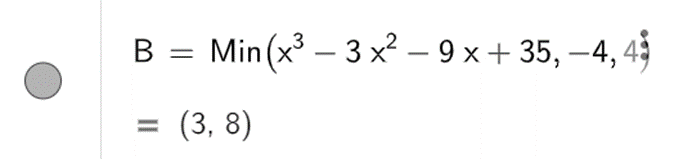 B = Min(x³ − 3 x² − 9 x + 35, −4, 4)
= (3, 8)